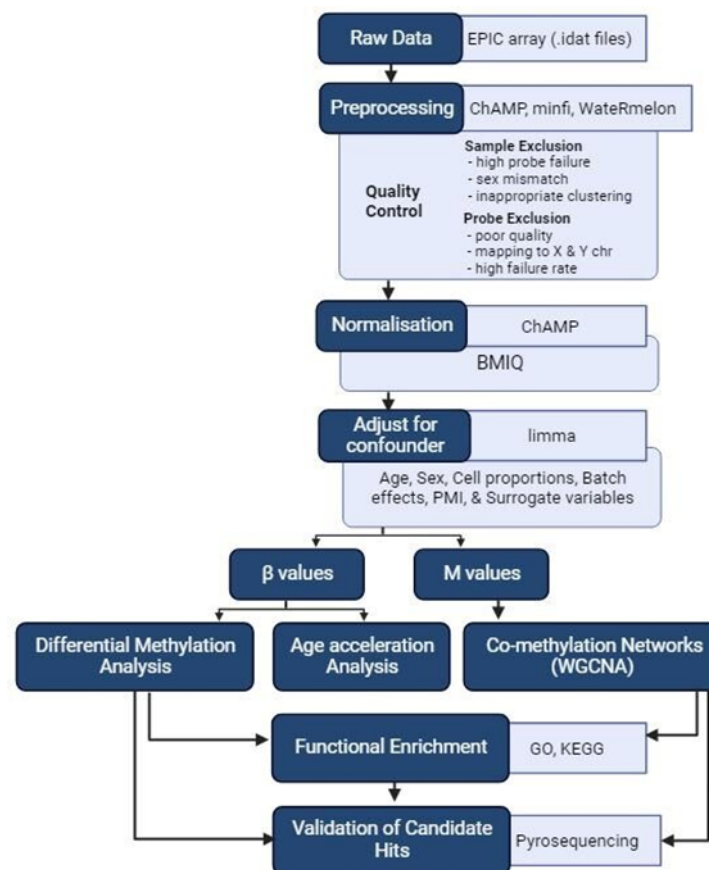 Raw Data
EPIC array (.idat files)
Preprocessing
ChAMP, minfi, WateRmelon
Quality
Control
Sample Exclusion
- high probe failure
- sex mismatch
- inappropriate clustering
Probe Exclusion
- poor quality
- mapping to X & Y chr
- high failure rate
Normalisation
ChAMP
BMIQ
Adjust for
confounder
limma
Age, Sex, Cell proportions, Batch
effects, PMI, & Surrogate variables
β values
M values
Differential Methylation
Analysis
Age acceleration
Analysis
Co-methylation Networks
(WGCNA)
Functional Enrichment
GO, KEGG
Validation of Candidate
Hits
Pyrosequencing